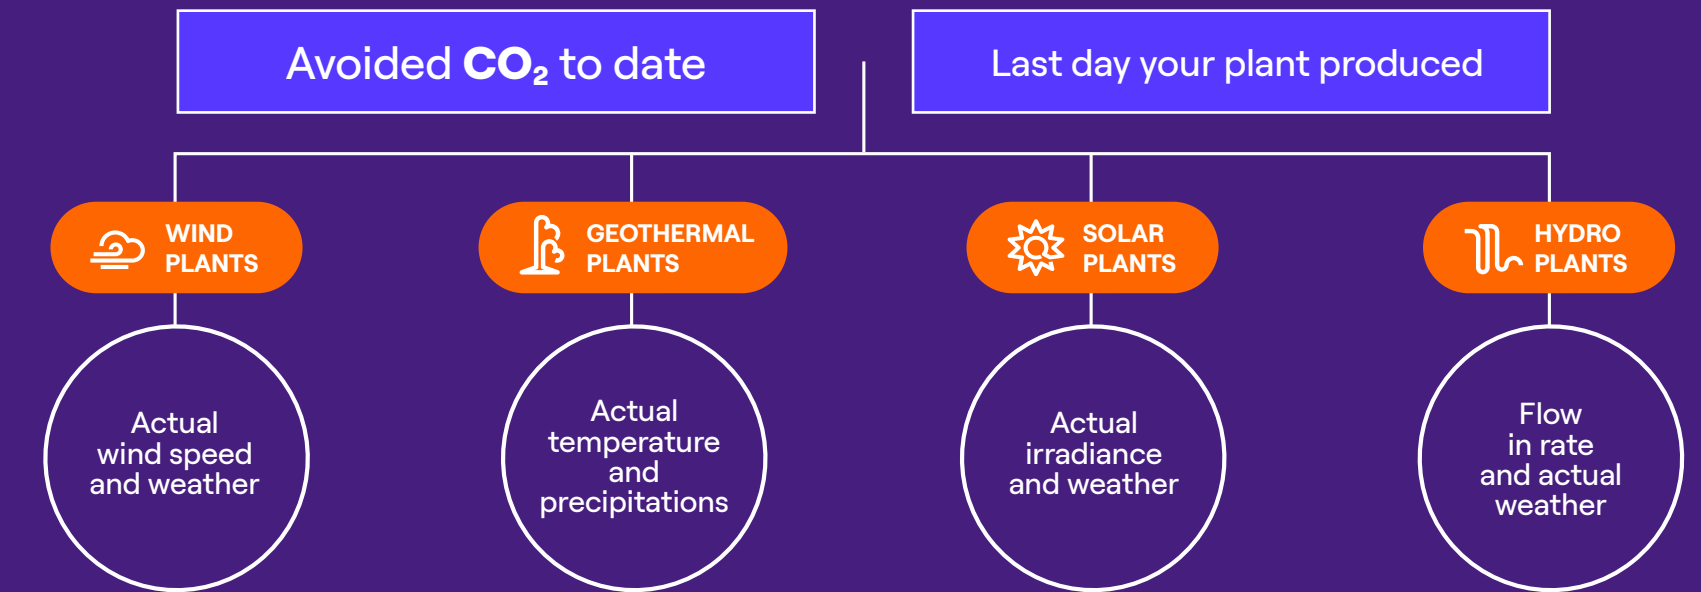 Avoided CO₂ to date
Last day your plant produced
WIND
PLANTS
GEOTHERMAL
PLANTS
SOLAR
PLANTS
HYDRO
PLANTS
Actual
wind speed
and weather
Actual
temperature
and
precipitations
Actual
irradiance
and weather
Flow
in rate
and actual
weather